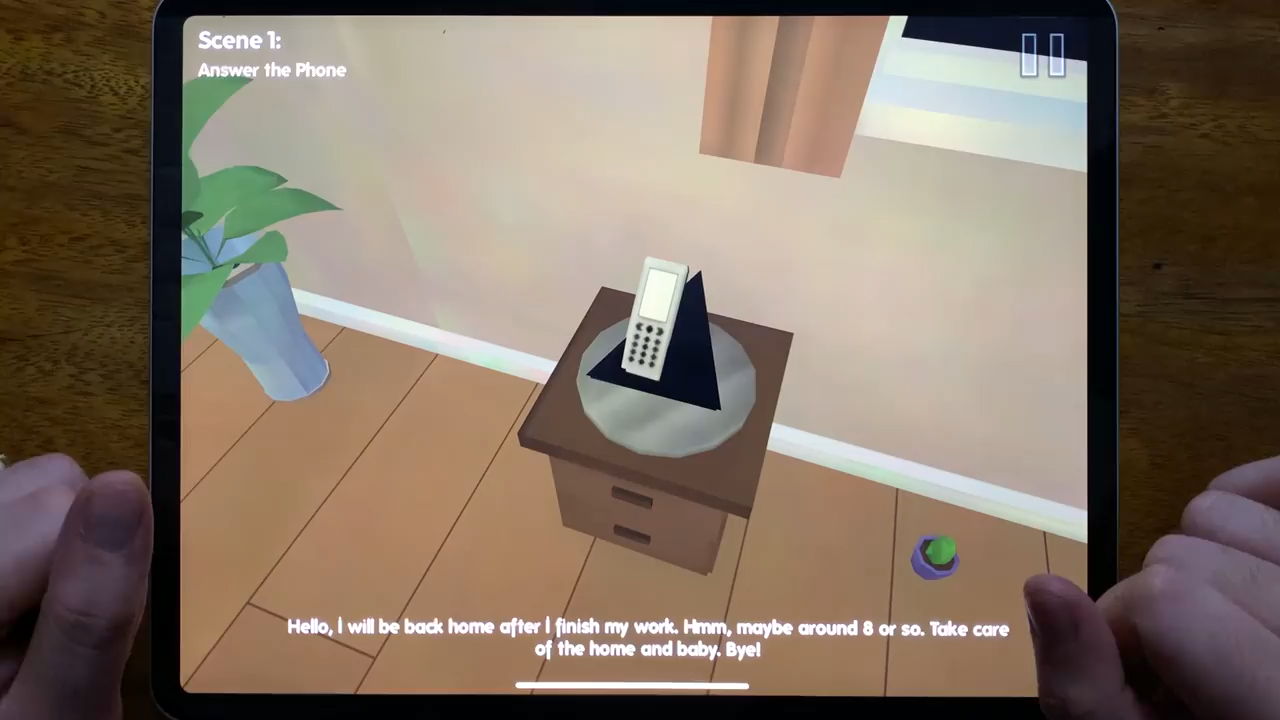 Scene 1:
Answer the Phone
Hello, I will be back home after I finish my work. Hmm, maybe around 8 or so. Take care
of the home and baby. Bye!